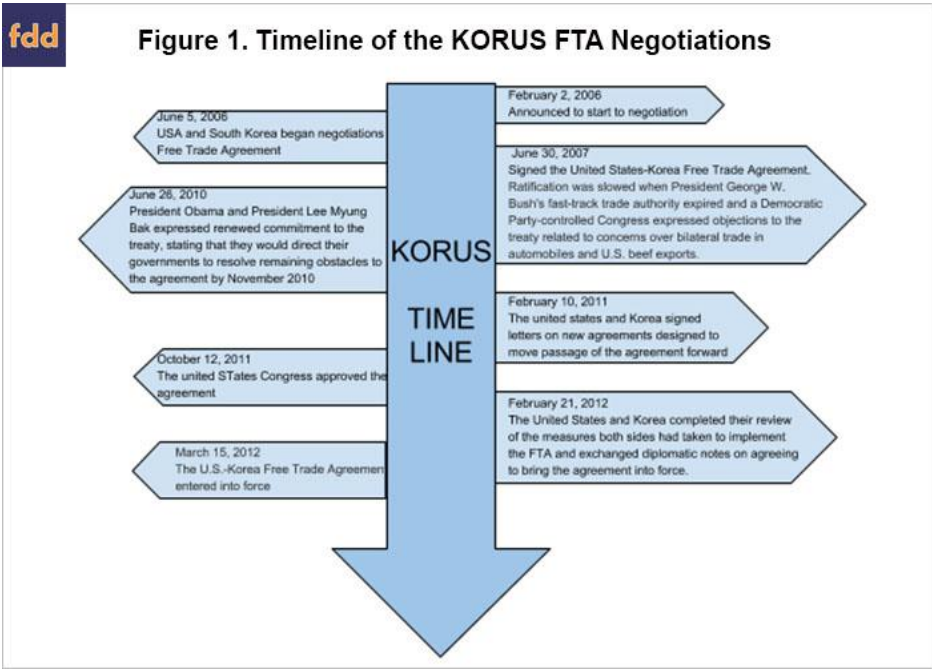 fdd
Figure 1. Timeline of the KORUS FTA Negotiations
February 2, 2006
Announced to start to negotiation
June 5, 2006
USA and South Korea began negotiations
Free Trade Agreement
June 30, 2007
Signed the United States-Korea Free Trade Agreement.
Ratification was slowed when President George W.
Bush's fast-track trade authority expired and a Democratic
Party-controlled Congress expressed objections to the
treaty related to concerns over bilateral trade in
automobiles and U.S. beef exports.
June 26, 2010
President Obama and President Lee Myung
Bak expressed renewed commitment to the
treaty, stating that they would direct their
governments to resolve remaining obstacles to
the agreement by November 2010
KORUS
TIME
LINE
February 10, 2011
The united states and Korea signed
letters on new agreements designed to
move passage of the agreement forward
October 12, 2011
The united STates Congress approved the
agreement
February 21, 2012
The United States and Korea completed their review
of the measures both sides had taken to implement
the FTA and exchanged diplomatic notes on agreeing
to bring the agreement into force.
March 15, 2012
The U.S.-Korea Free Trade Agreemen
entered into force